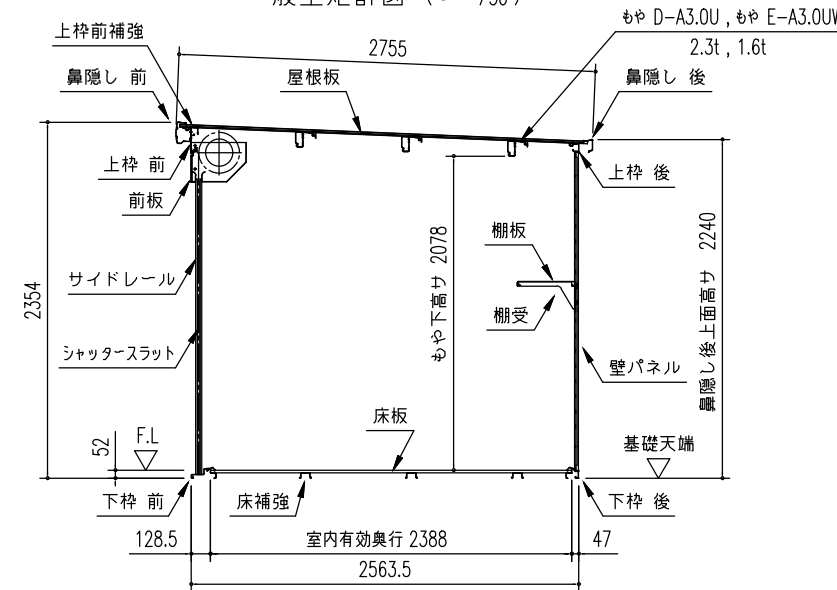 もや D-A3.0U , もや E-A3.0UW
2.3t , 1.6t
上枠前補強
2755
鼻隠し 前
屋根板
鼻隠し 後
上枠 前
上枠 後
前板
棚板
サイドレール
棚受
2354
もや下高サ 2078
鼻隠し後上面高サ 2240
シャッタースラット
壁パネル
床板
52
F.L
基礎天端
下枠 前
床補強
下枠 後
128.5
室内有効奥行 2388
47
2563.5